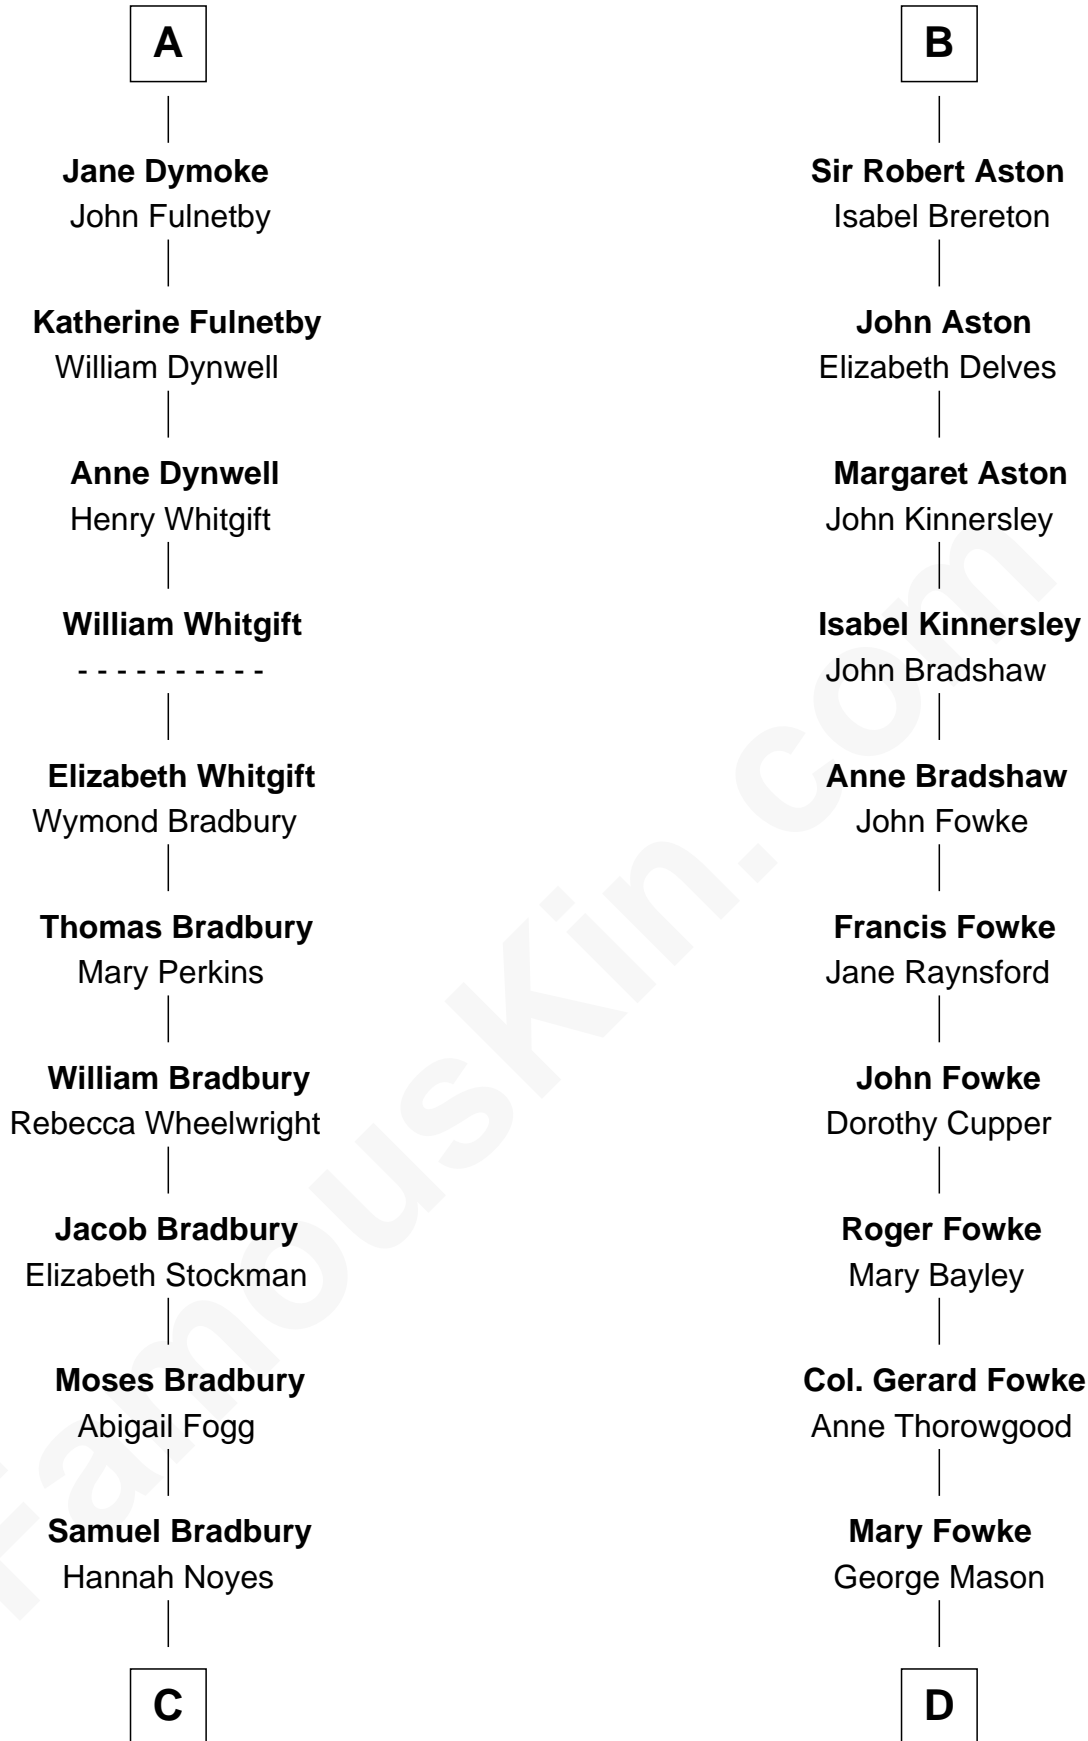 A
Jane Dymoke
John Fulnetby
Katherine Fulnetby
William Dynwell
Anne Dynwell
Henry Whitgift
William Whitgift
- - - - - - - - - -
Elizabeth Whitgift
Wymond Bradbury
Thomas Bradbury
Mary Perkins
William Bradbury
Rebecca Wheelwright
Jacob Bradbury
Elizabeth Stockman
Moses Bradbury
Abigail Fogg
Samuel Bradbury
Hannah Noyes
C
B
Sir Robert Aston
Isabel Brereton
John Aston
Elizabeth Delves
Margaret Aston
John Kinnersley
Isabel Kinnersley
John Bradshaw
Anne Bradshaw
John Fowke
Francis Fowke
Jane Raynsford
John Fowke
Dorothy Cupper
Roger Fowke
Mary Bayley
Col. Gerard Fowke
Anne Thorowgood
Mary Fowke
George Mason
D
FamousKin.com